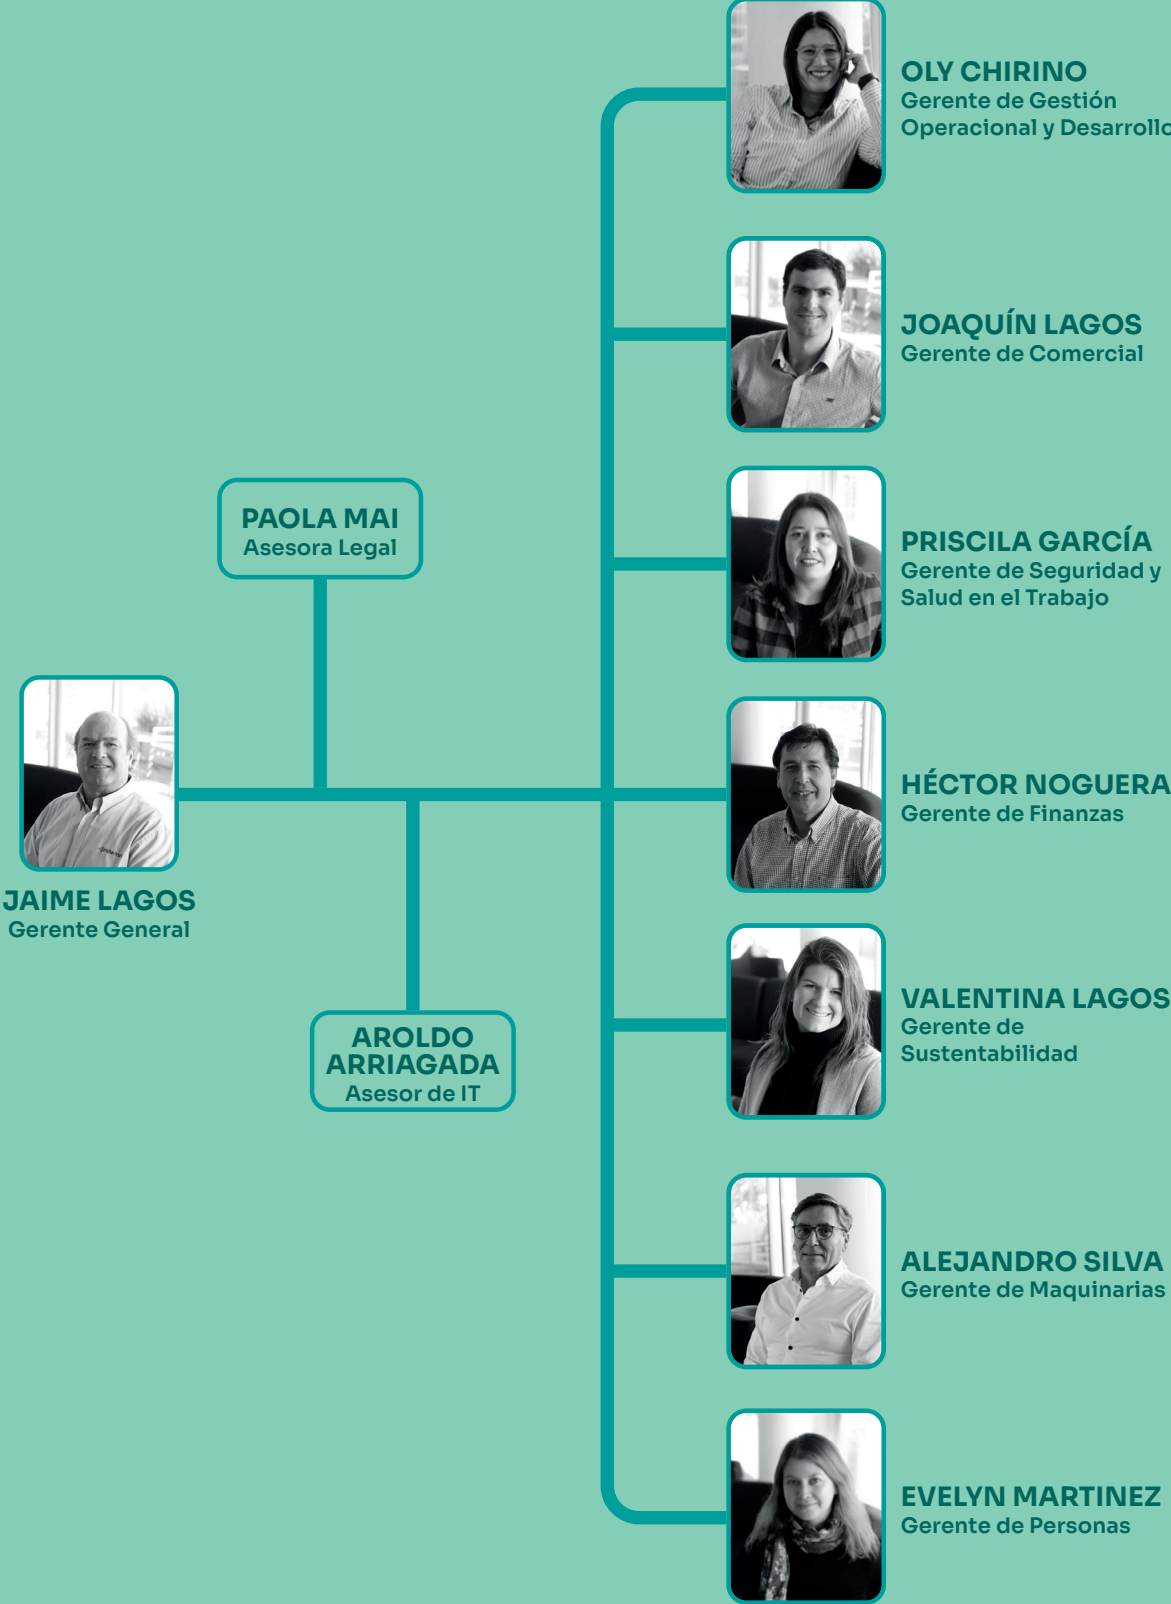 OLY CHIRINO
Gerente de Gestión
Operacional y Desarrollo
JOAQUÍN LAGOS
Gerente de Comercial
PAOLA MAI
Asesora Legal
PRISCILA GARCÍA
Gerente de Seguridad y
Salud en el Trabajo
JAIME LAGOS
Gerente General
HÉCTOR NOGUERA
Gerente de Finanzas
AROLDO
ARRIAGADA
Asesor de IT
VALENTINA LAGOS
Gerente de
Sustentabilidad
ALEJANDRO SILVA
Gerente de Maquinarias
EVELYN MARTINEZ
Gerente de Personas